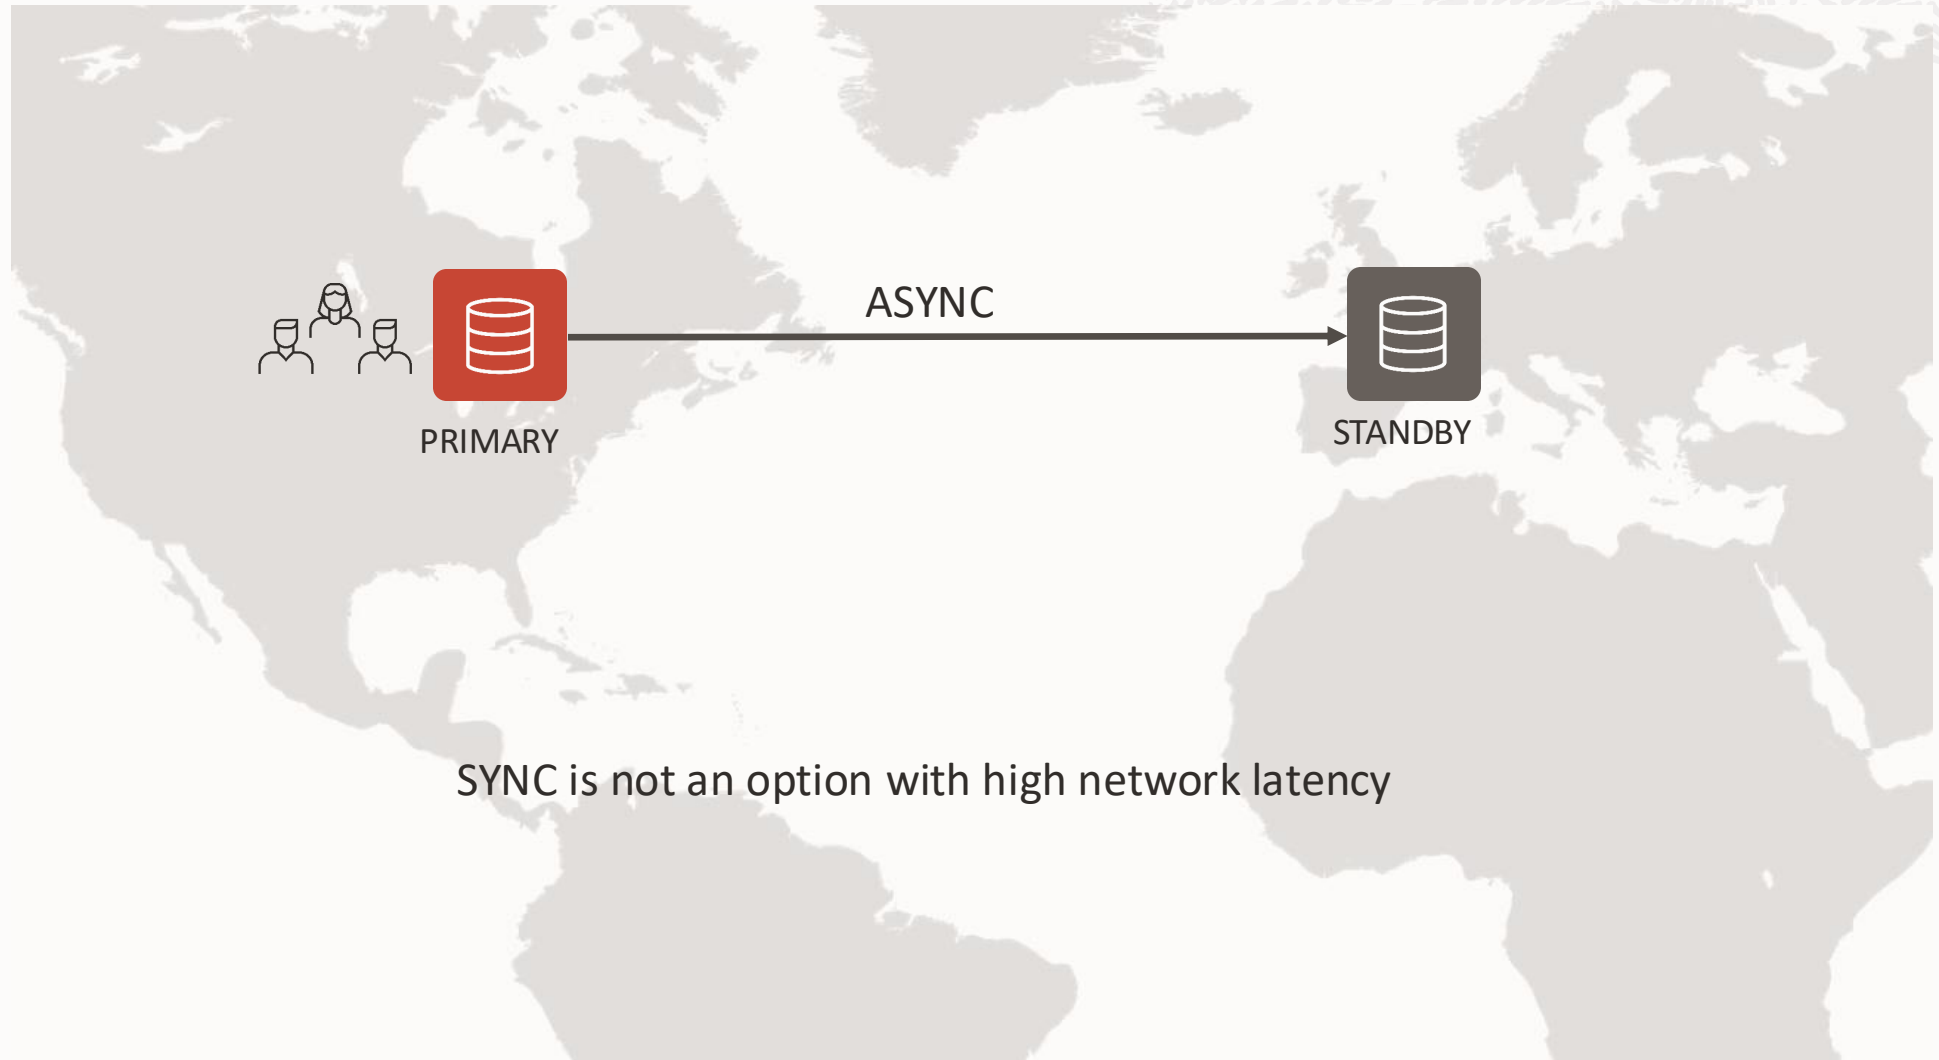 ASYNC
PRIMARY
STANDBY
SYNC is not an option with high network latency